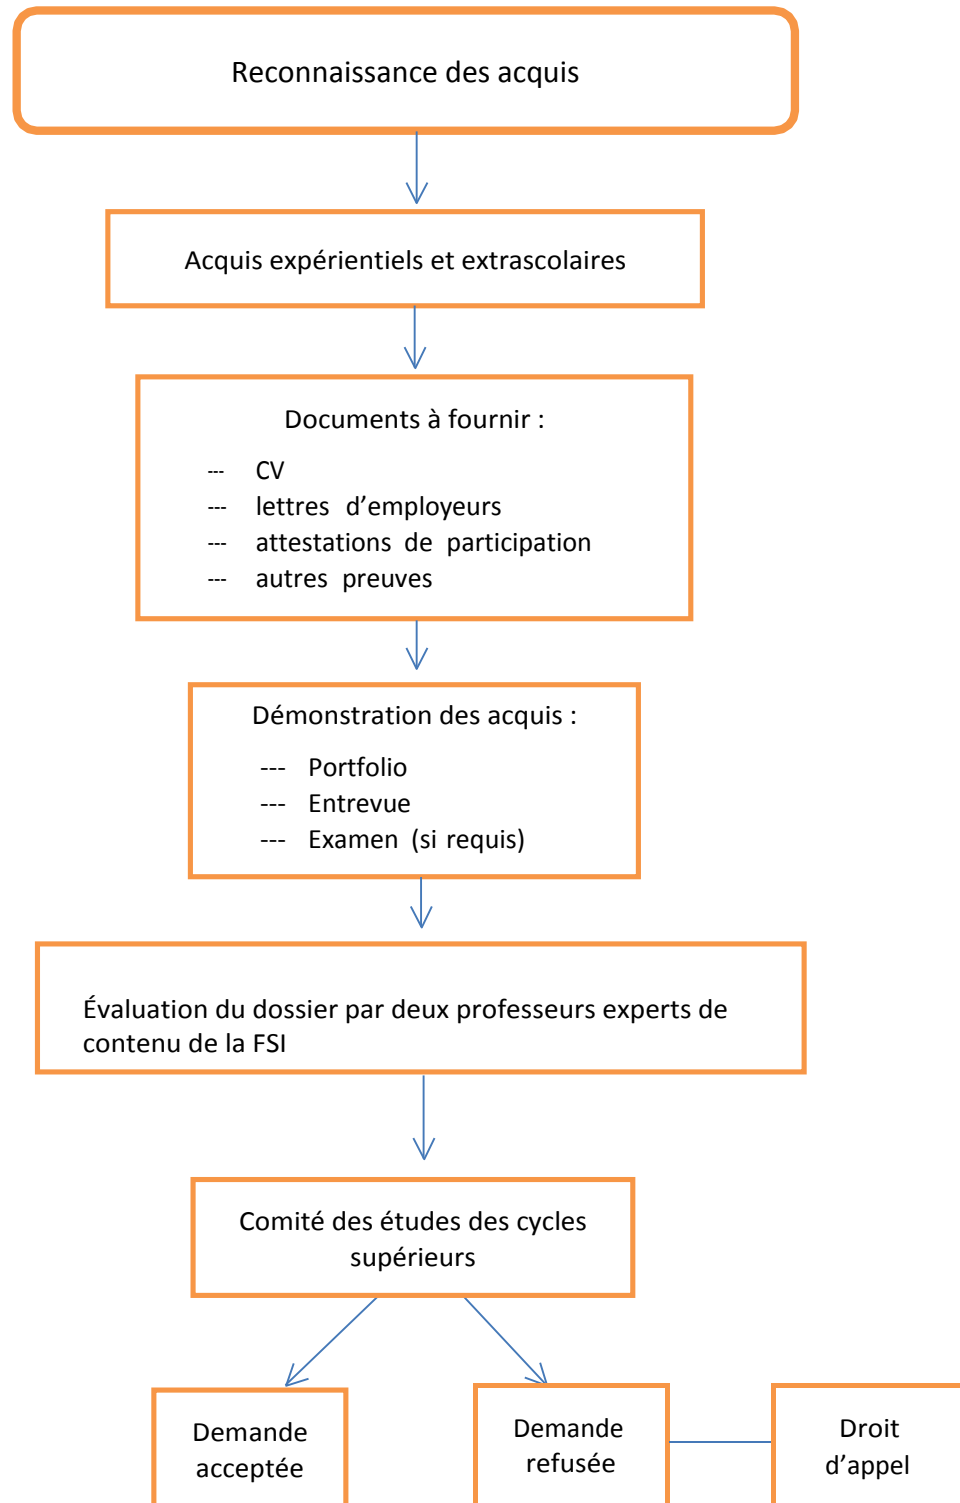 Reconnaissance des acquis
Acquis expérientiels et extrascolaires
Documents à fournir :
--- CV
--- lettres d’employeurs
--- attestations de participation
--- autres preuves
Démonstration des acquis :
--- Portfolio
--- Entrevue
--- Examen (si requis)
Évaluation du dossier par deux professeurs experts de
contenu de la FSI
Comité des études des cycles
supérieurs
Demande
acceptée
Demande
refusée
Droit
d’appel